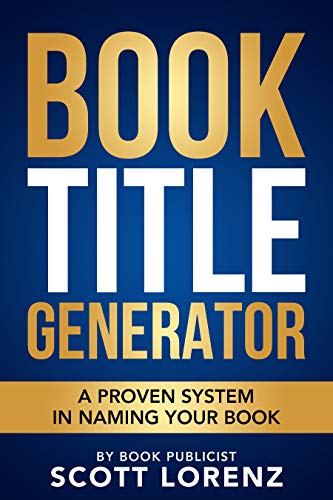 BOOK
TITLE
GENERATOR
A PROVEN SYSTEM
IN NAMING YOUR BOOK
BY BOOK PUBLICIST
SCOTT LORENZ